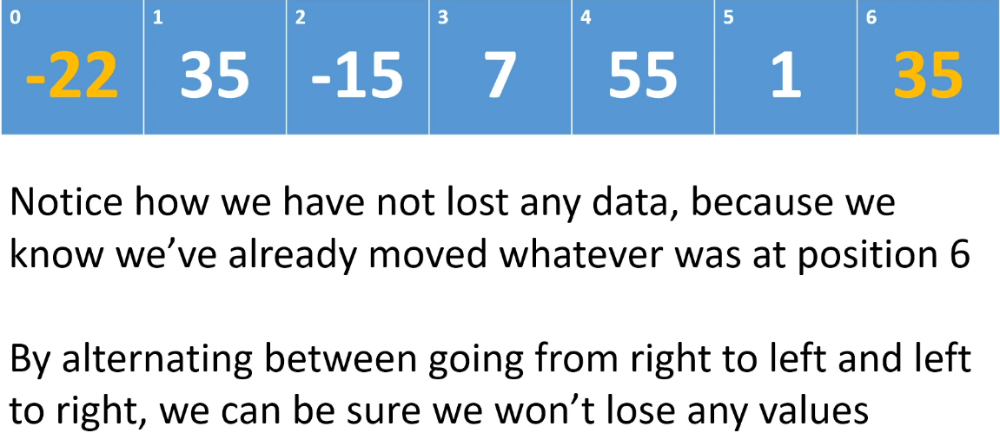 0 1 2 3 4 5 6
-22 35 -15 7 55 1 35
Notice how we have not lost any data, because we
know we’ve already moved whatever was at position 6
By alternating between going from right to left and left
to right, we can be sure we won’t lose any values